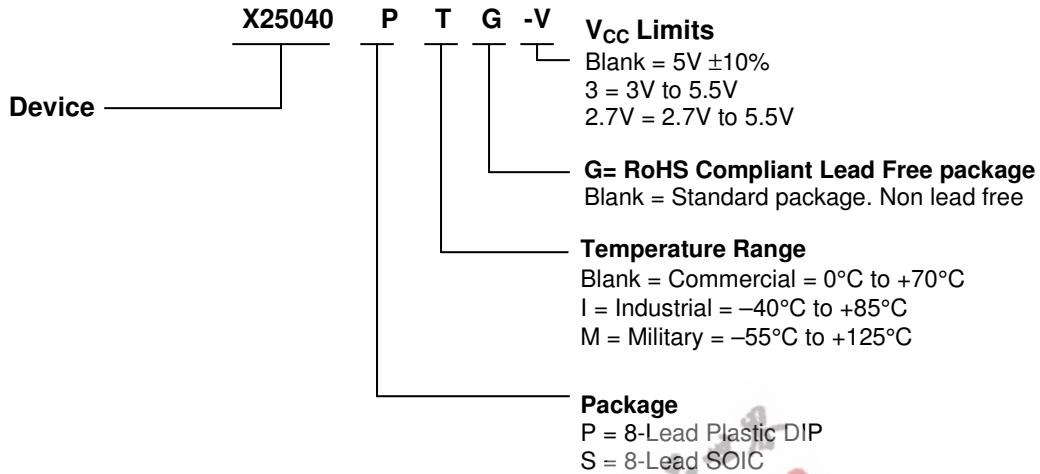 X25040 P T G -V
Device
VCC Limits
Blank = 5V ±10%
3 = 3V to 5.5V
2.7V = 2.7V to 5.5V
G= RoHS Compliant Lead Free package
Blank = Standard package. Non lead free
Temperature Range
Blank = Commercial = 0°C to +70°C
I = Industrial = –40°C to +85°C
M = Military = –55°C to +125°C
Package
P = 8-Lead Plastic DIP
S = 8-Lead SOIC